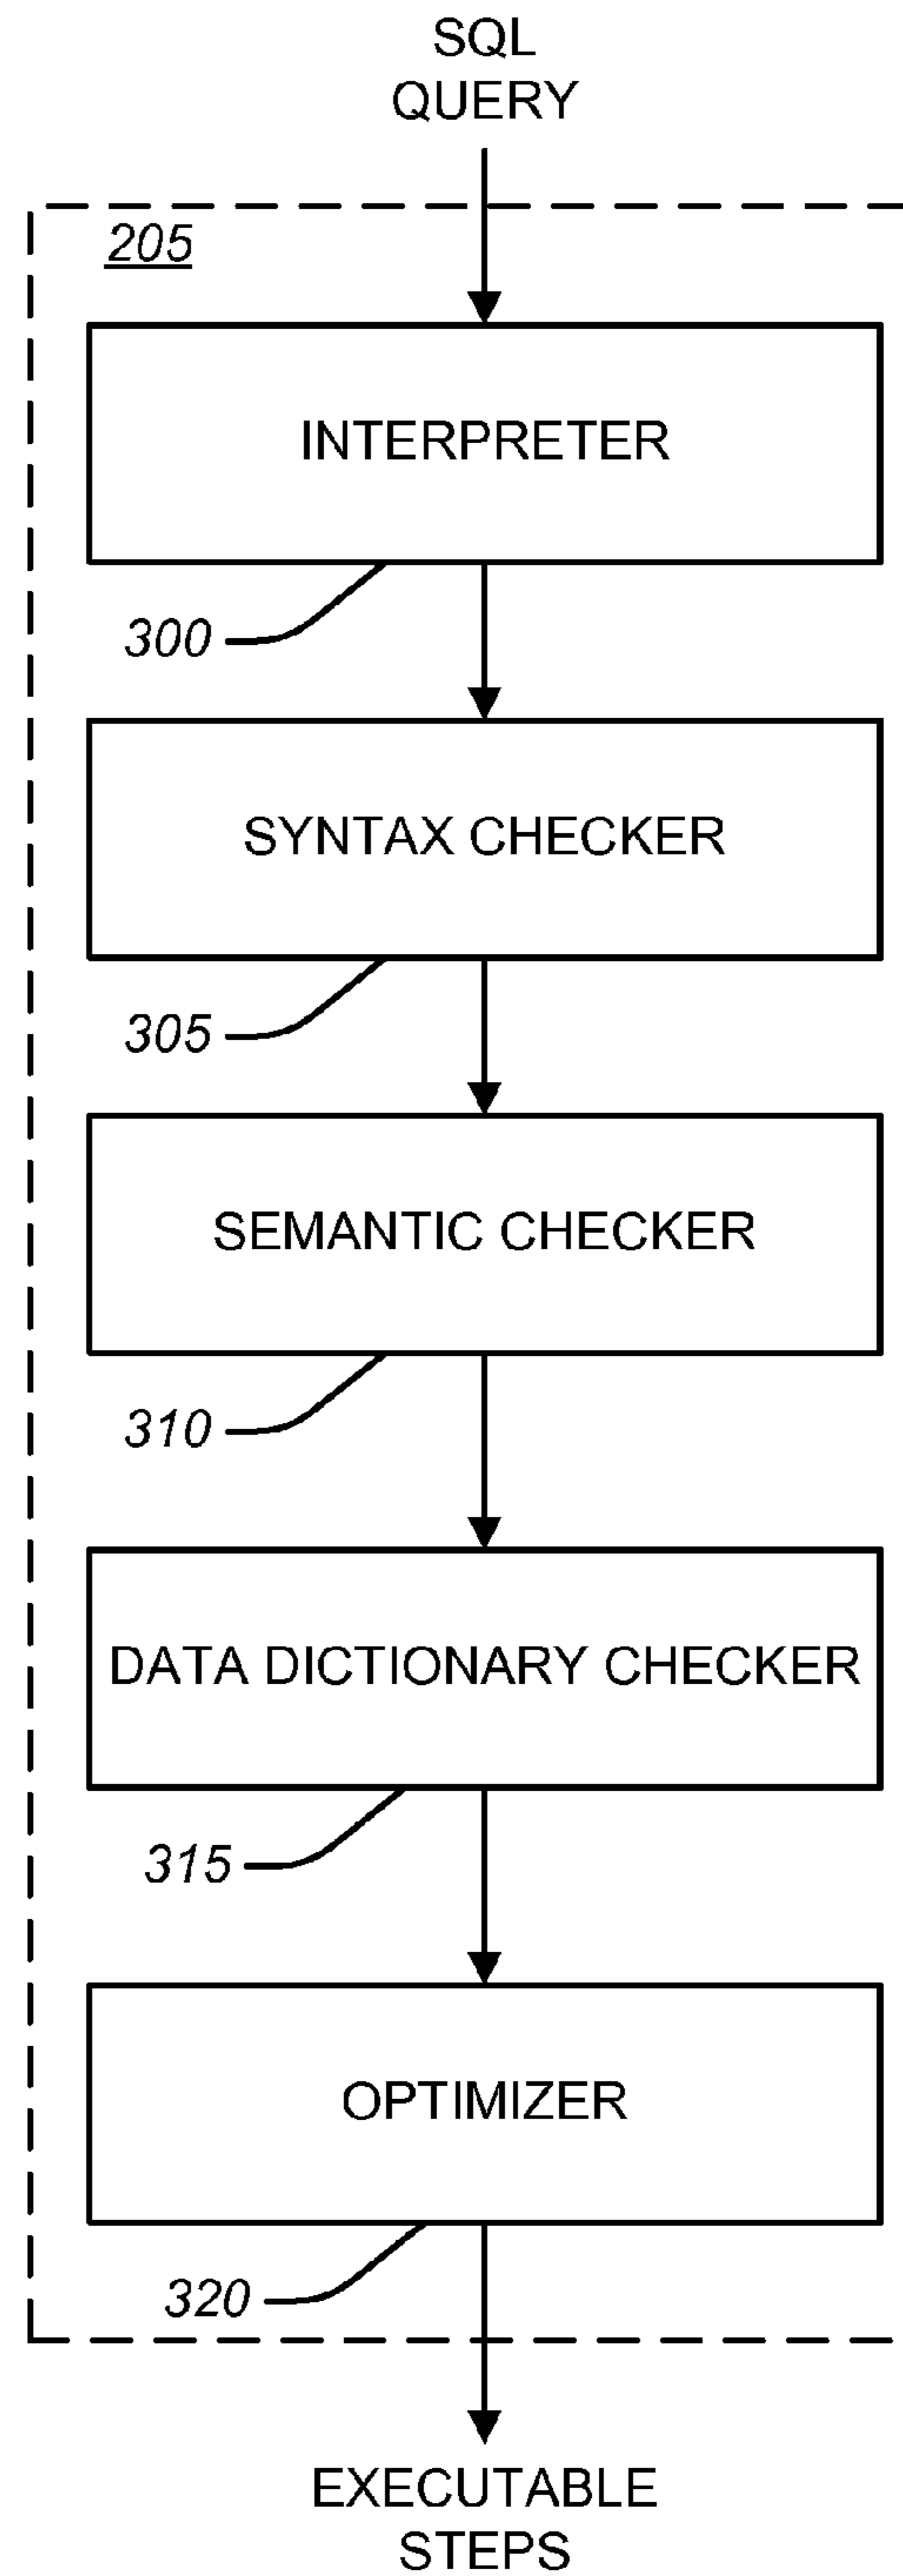 SQL
QUERY
205
INTERPRETER
300
SYNTAX CHECKER
305
SEMANTIC CHECKER
310
DATA DICTIONARY CHECKER
315
OPTIMIZER
320
EXECUTABLE
STEPS